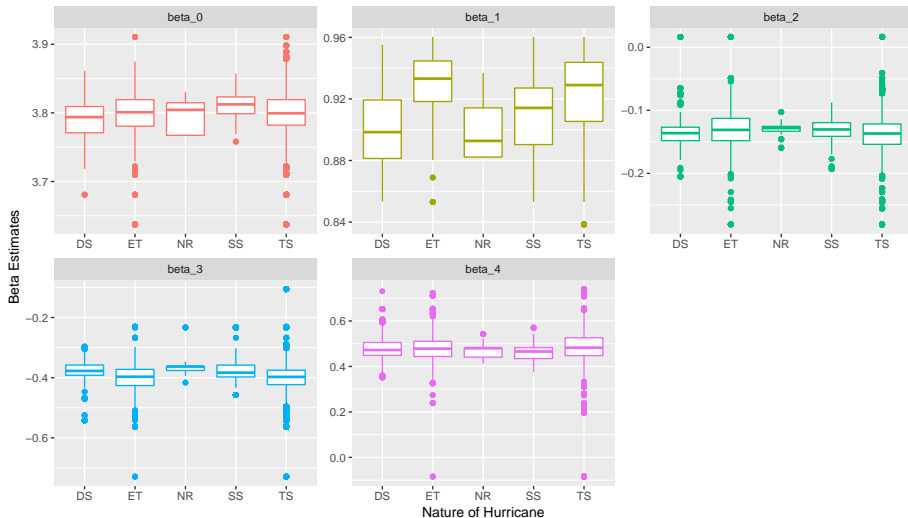 beta_0
beta_1
beta_2
3.9
3.8
3.7
0.96
0.92
0.88
0.84
0.0
−0.1
−0.2
DS ET NR SS TS
DS ET NR SS TS
DS ET NR SS TS
Beta Estimates
beta_3
beta_4
−0.2
−0.4
−0.6
0.6
0.4
0.2
0.0
DS ET NR SS TS
DS ET NR SS TS
Nature of Hurricane